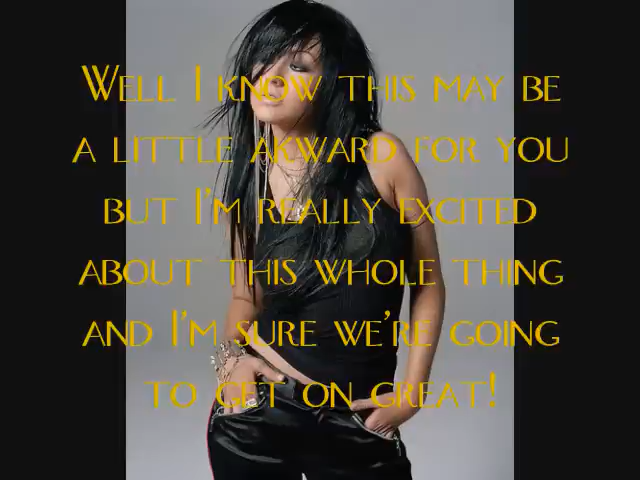 Well I know this may be
a little akward for you
but I'm really excited
about this whole thing
and I'm sure we're going
to get on great!